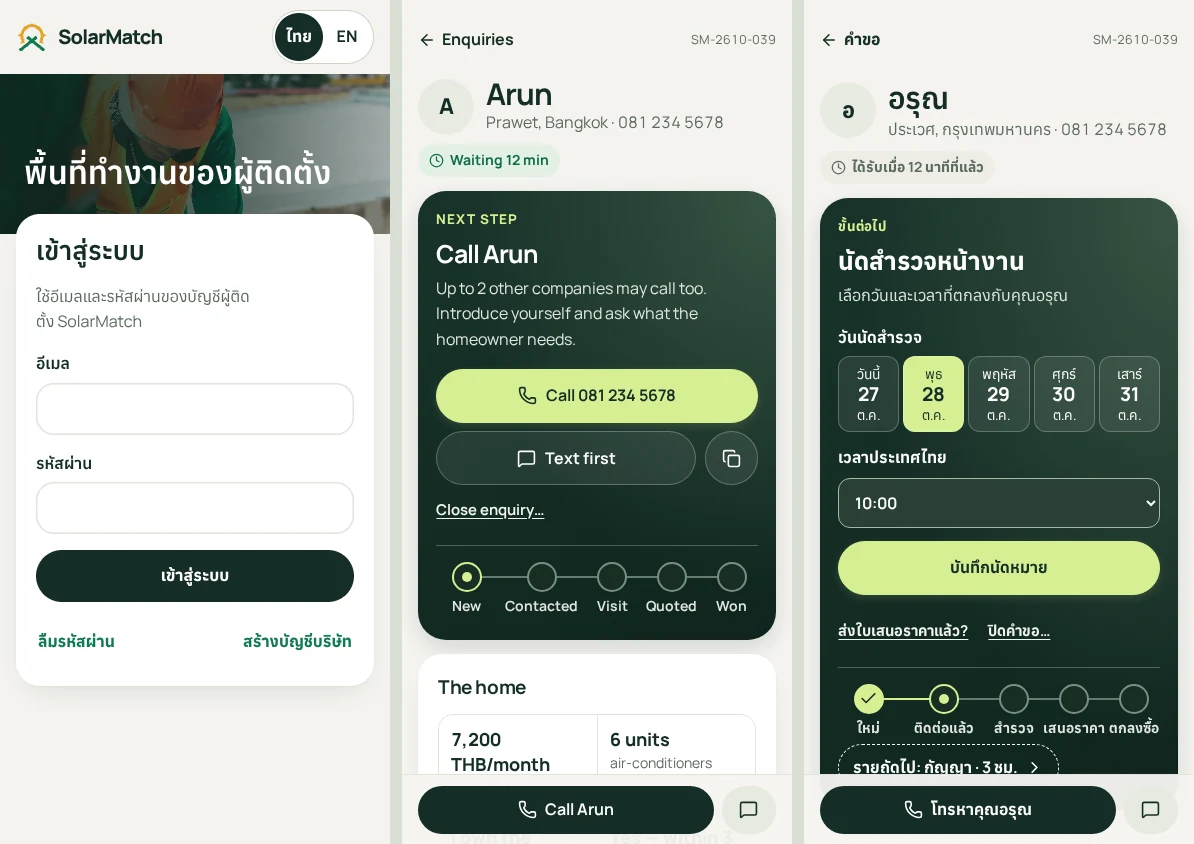 SolarMatch
ไทย EN
พื้นที่ทำงานของผู้ติดตั้ง
เข้าสู่ระบบ
ใช้อีเมลและรหัสผ่านของบัญชีผู้ติด
ตั้ง SolarMatch
อีเมล
รหัสผ่าน
เข้าสู่ระบบ
ลืมรหัสผ่าน
สร้างบัญชีบริษัท
Enquiries
SM-2610-039
A
Arun
Prawet, Bangkok · 081 234 5678
Waiting 12 min
NEXT STEP
Call Arun
Up to 2 other companies may call too.
Introduce yourself and ask what the
homeowner needs.
Call 081 234 5678
Text first
Close enquiry...
New Contacted Visit Quoted Won
The home
7,200
THB/month
6 units
air-conditioners
Call Arun
คำขอ
SM-2610-039
อ
อรุณ
ประเวศ, กรุงเทพมหานคร · 081 234 5678
ได้รับเมื่อ 12 นาทีที่แล้ว
ขั้นต่อไป
นัดสำรวจหน้างาน
เลือกวันและเวลาที่ตกลงกับคุณอรุณ
วันนัดสำรวจ
วันนี้ พุธ พฤหัส ศุกร์ เสาร์
27 28 29 30 31
ต.ค. ต.ค. ต.ค. ต.ค. ต.ค.
เวลาประเทศไทย
10:00
บันทึกนัดหมาย
ส่งใบเสนอราคาแล้ว? ปิดคำขอ...
ใหม่ ติดต่อแล้ว สำรวจ เสนอราคา ตกลงซื้อ
รายถัดไป: กัญญา · 3 ชม.
โทรหาคุณอรุณ